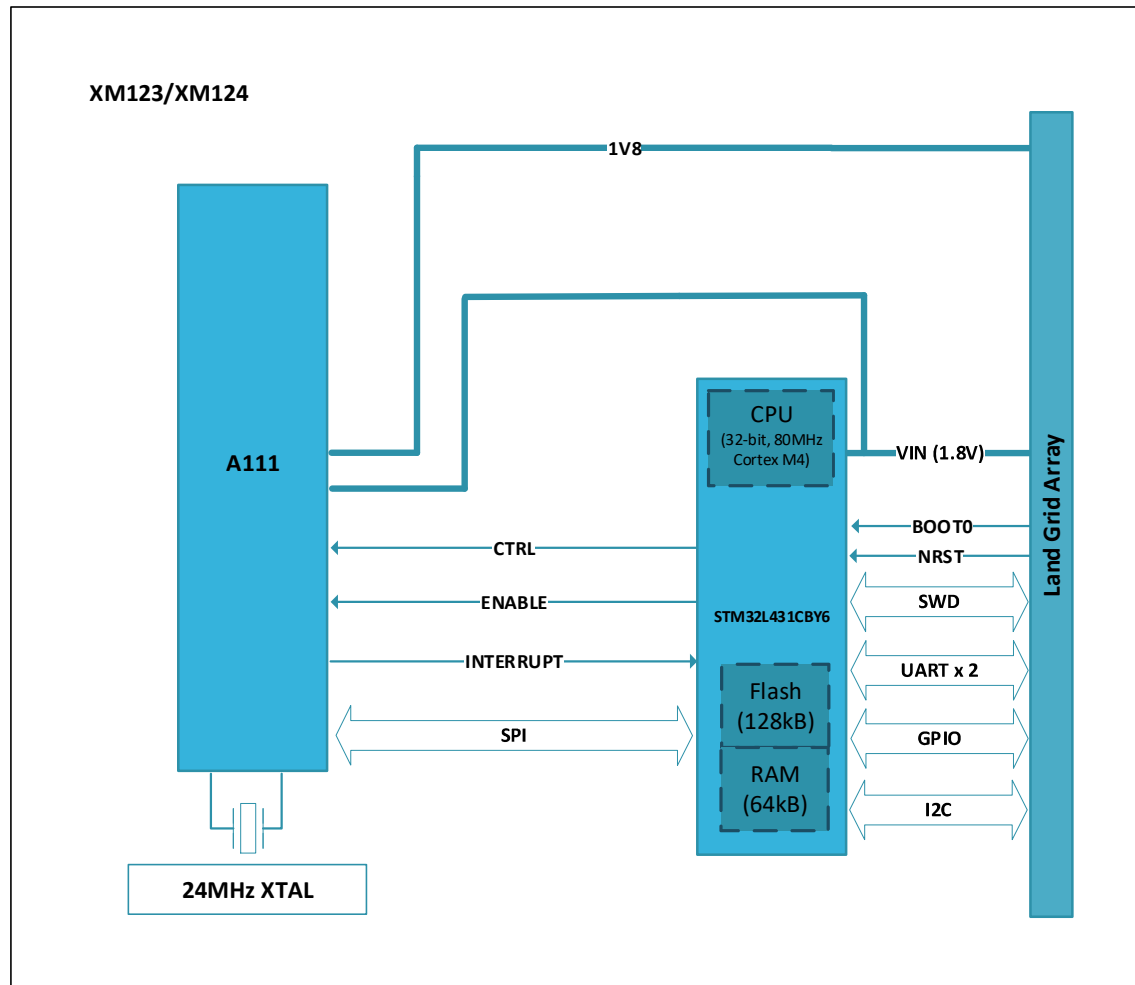 XM123/XM124
1V8
A111
CPU
(32-bit, 80MHz
Cortex M4)
VIN (1.8V)
BOOT0
NRST
CTRL
ENABLE
SWD
STM32L431CBY6
INTERRUPT
UART x 2
Flash
(128kB)
GPIO
SPI
RAM
(64kB)
I2C
24MHz XTAL
Land Grid Array